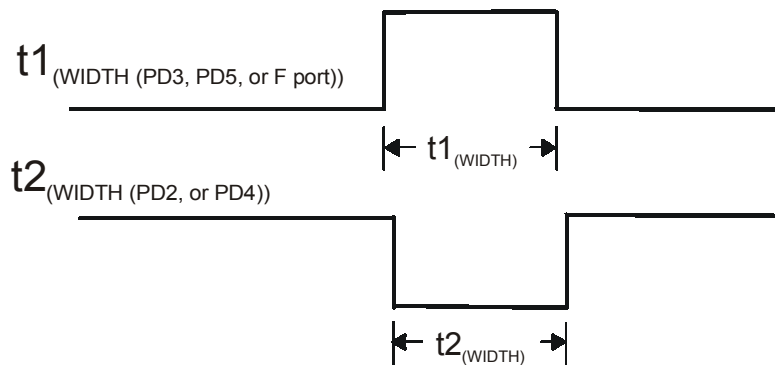 t1(WIDTH (PD3, PD5, or F port))
t1(WIDTH)
t2(WIDTH (PD2, or PD4))
t2(WIDTH)